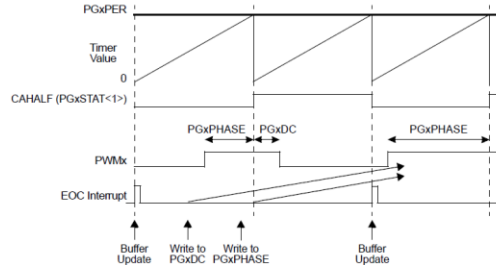 PGxPER
Timer
Value
0
CAHALF (PGxSTAT<1>)
PGxPHASE
PGxDC
PGxPHASE
PWMx
EOC Interrupt
Buffer
Update
Write to
PGxDC
Write to
PGxPHASE
Buffer
Update